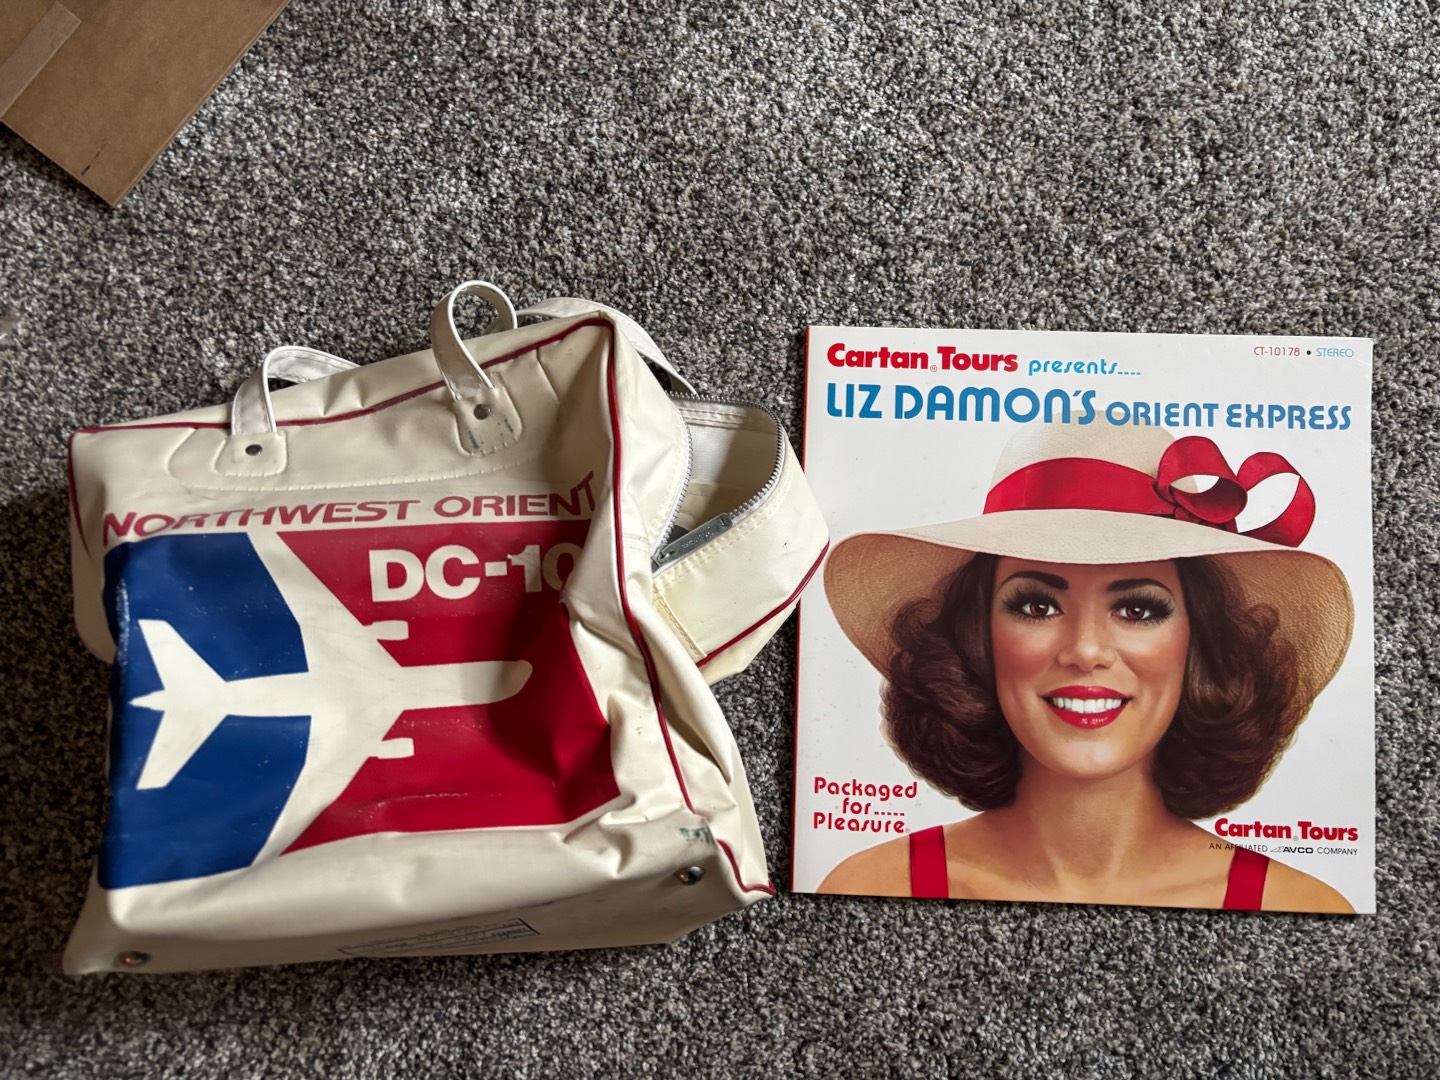 NORTHWEST ORIENT
DC-10
Cartan® Tours presents....
CT-10178 • STEREO
LIZ DAMON'S ORIENT EXPRESS
Packaged
for.....
Pleasure
Cartan® Tours
AN AFFILIATED AVCO COMPANY